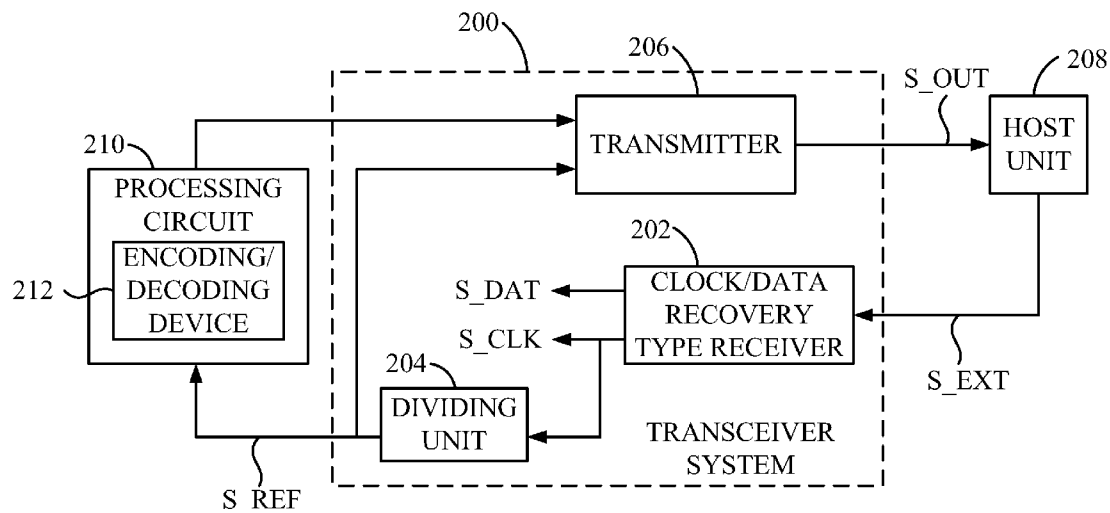 200
206
208
S_OUT
TRANSMITTER
HOST
UNIT
210
PROCESSING
CIRCUIT
ENCODING/
DECODING
DEVICE
212
202
S_DAT
S_CLK
CLOCK/DATA
RECOVERY
TYPE RECEIVER
S_EXT
204
DIVIDING
UNIT
TRANSCEIVER
SYSTEM
S_REF